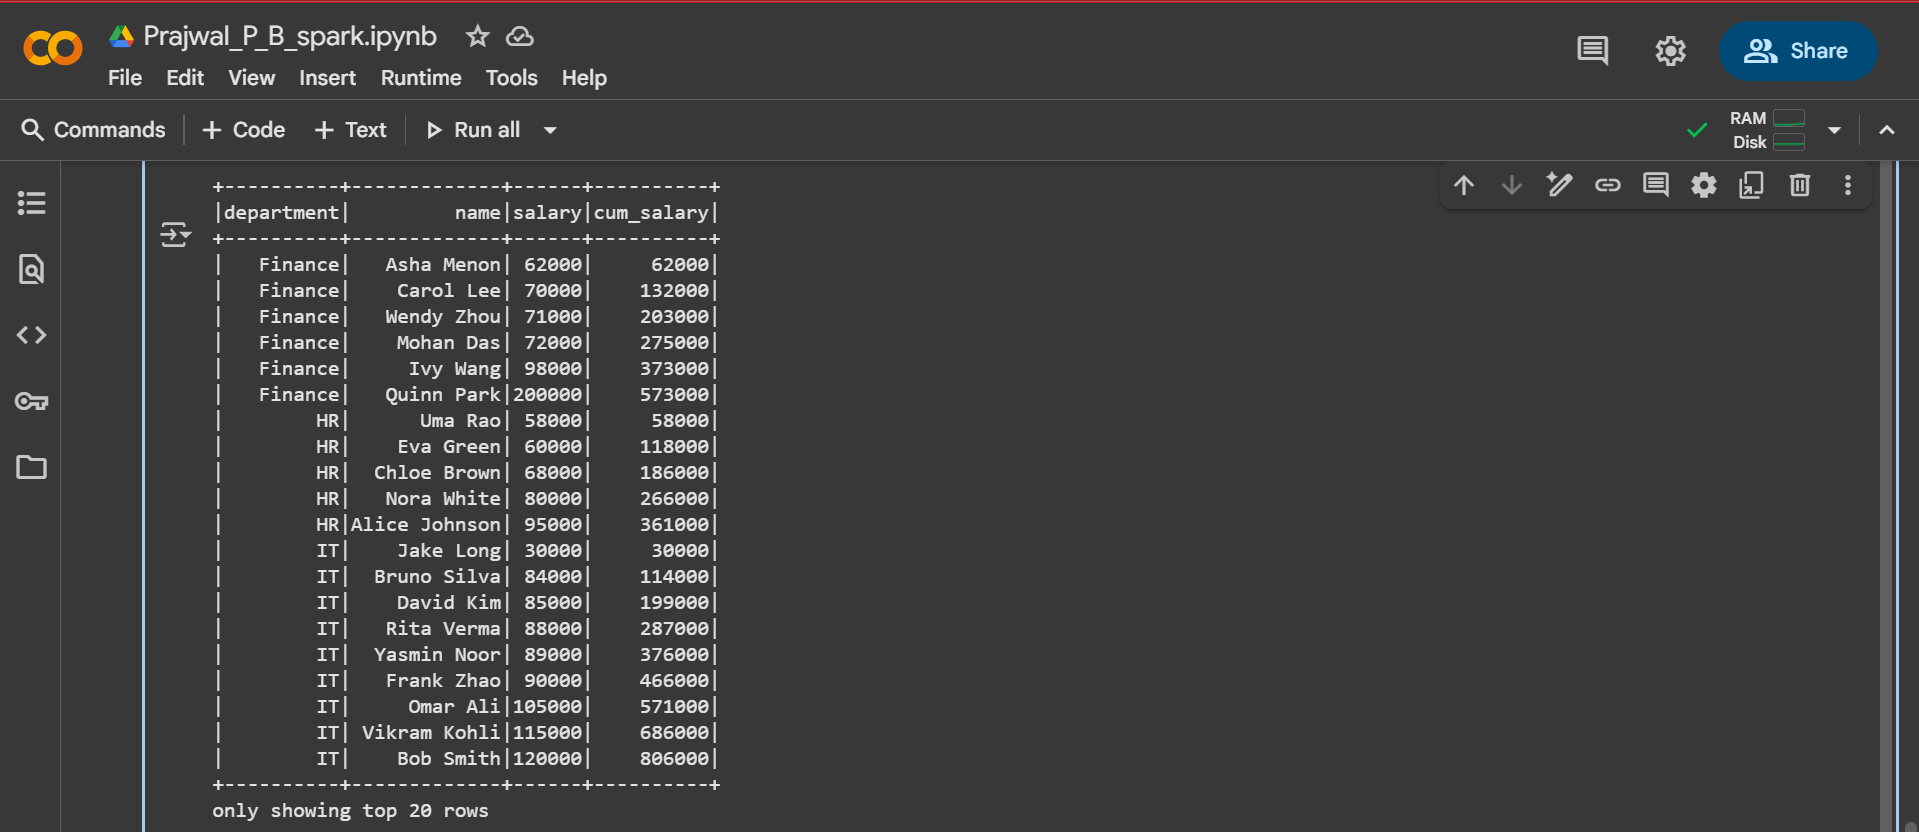 Prajwal_P_B_spark.ipynb
File Edit View Insert Runtime Tools Help
Share
Commands + Code + Text Run all
RAM
Disk
+----------+-------------+------+----------+
|department|         name|salary|cum_salary|
+----------+-------------+------+----------+
|   Finance|   Asha Menon| 62000|     62000|
|   Finance|    Carol Lee| 70000|    132000|
|   Finance|   Wendy Zhou| 71000|    203000|
|   Finance|    Mohan Das| 72000|    275000|
|   Finance|     Ivy Wang| 98000|    373000|
|   Finance|   Quinn Park|200000|    573000|
|        HR|      Uma Rao| 58000|     58000|
|        HR|    Eva Green| 60000|    118000|
|        HR|  Chloe Brown| 68000|    186000|
|        HR|   Nora White| 80000|    266000|
|        HR|Alice Johnson| 95000|    361000|
|        IT|    Jake Long| 30000|     30000|
|        IT|  Bruno Silva| 84000|    114000|
|        IT|    David Kim| 85000|    199000|
|        IT|   Rita Verma| 88000|    287000|
|        IT|  Yasmin Noor| 89000|    376000|
|        IT|   Frank Zhao| 90000|    466000|
|        IT|     Omar Ali|105000|    571000|
|        IT| Vikram Kohli|115000|    686000|
|        IT|    Bob Smith|120000|    806000|
+----------+-------------+------+----------+
only showing top 20 rows